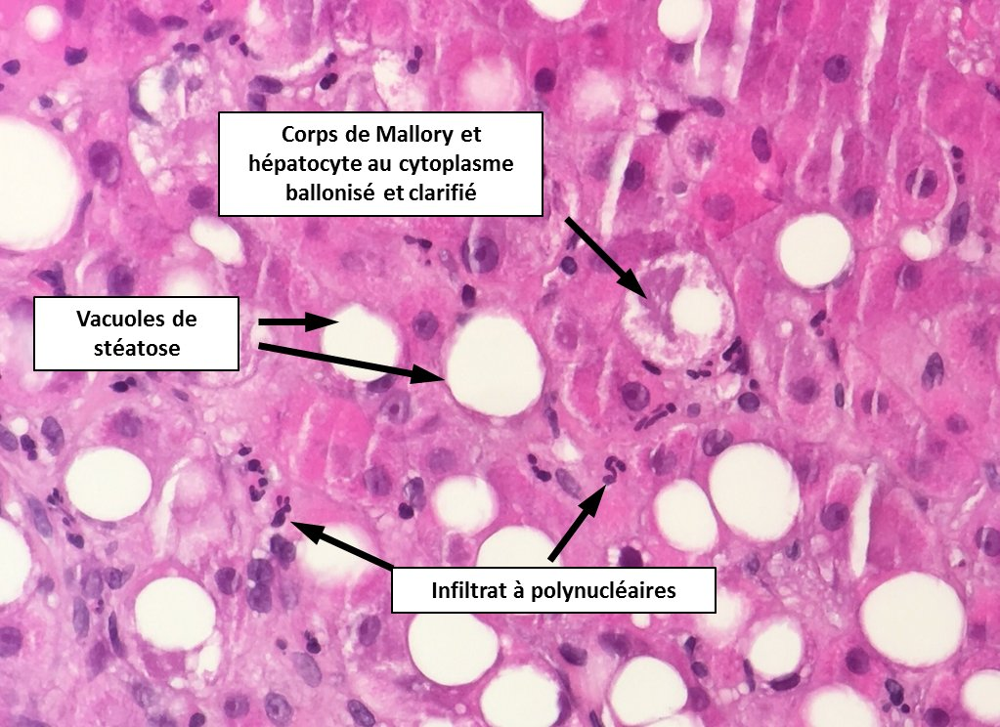 Corps de Mallory et
hépatocyte au cytoplasme
ballonisé et clarifié
Vacuoles de
stéatose
Infiltrat à polynucléaires